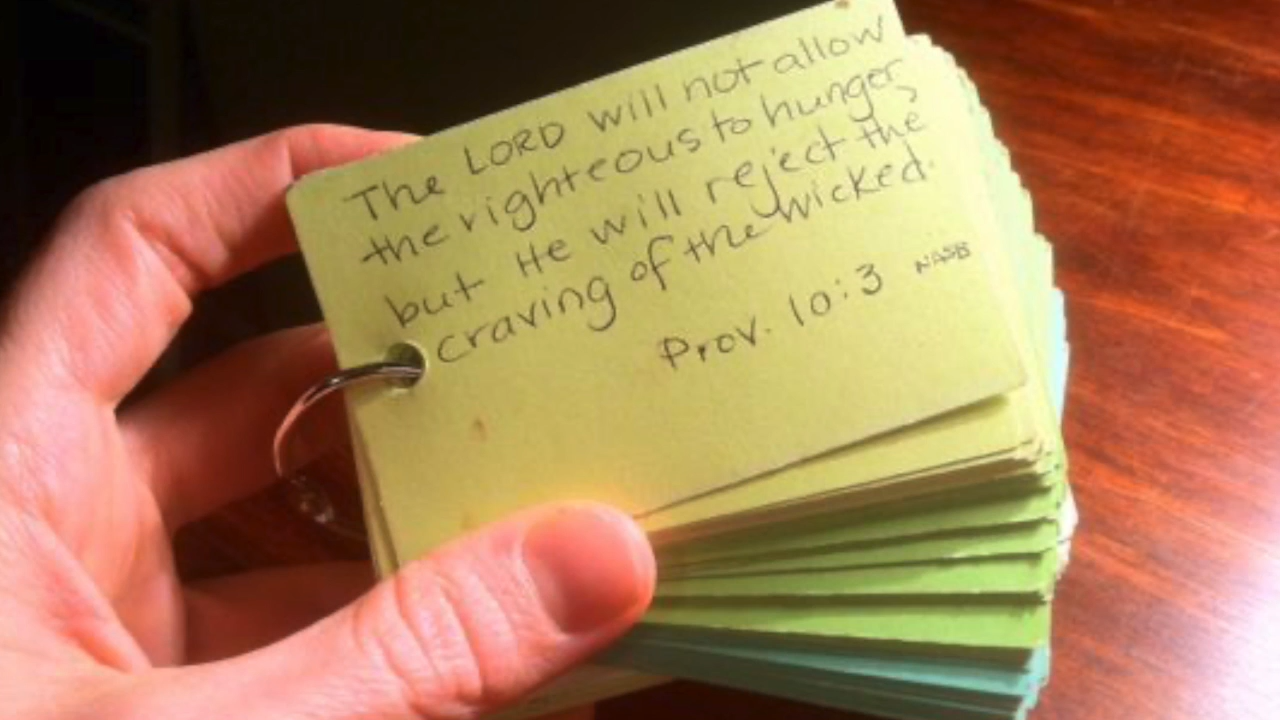 The LORD will not allow
the righteous to hunger,
but He will reject the
craving of the wicked.
Prov. 10:3 NASB